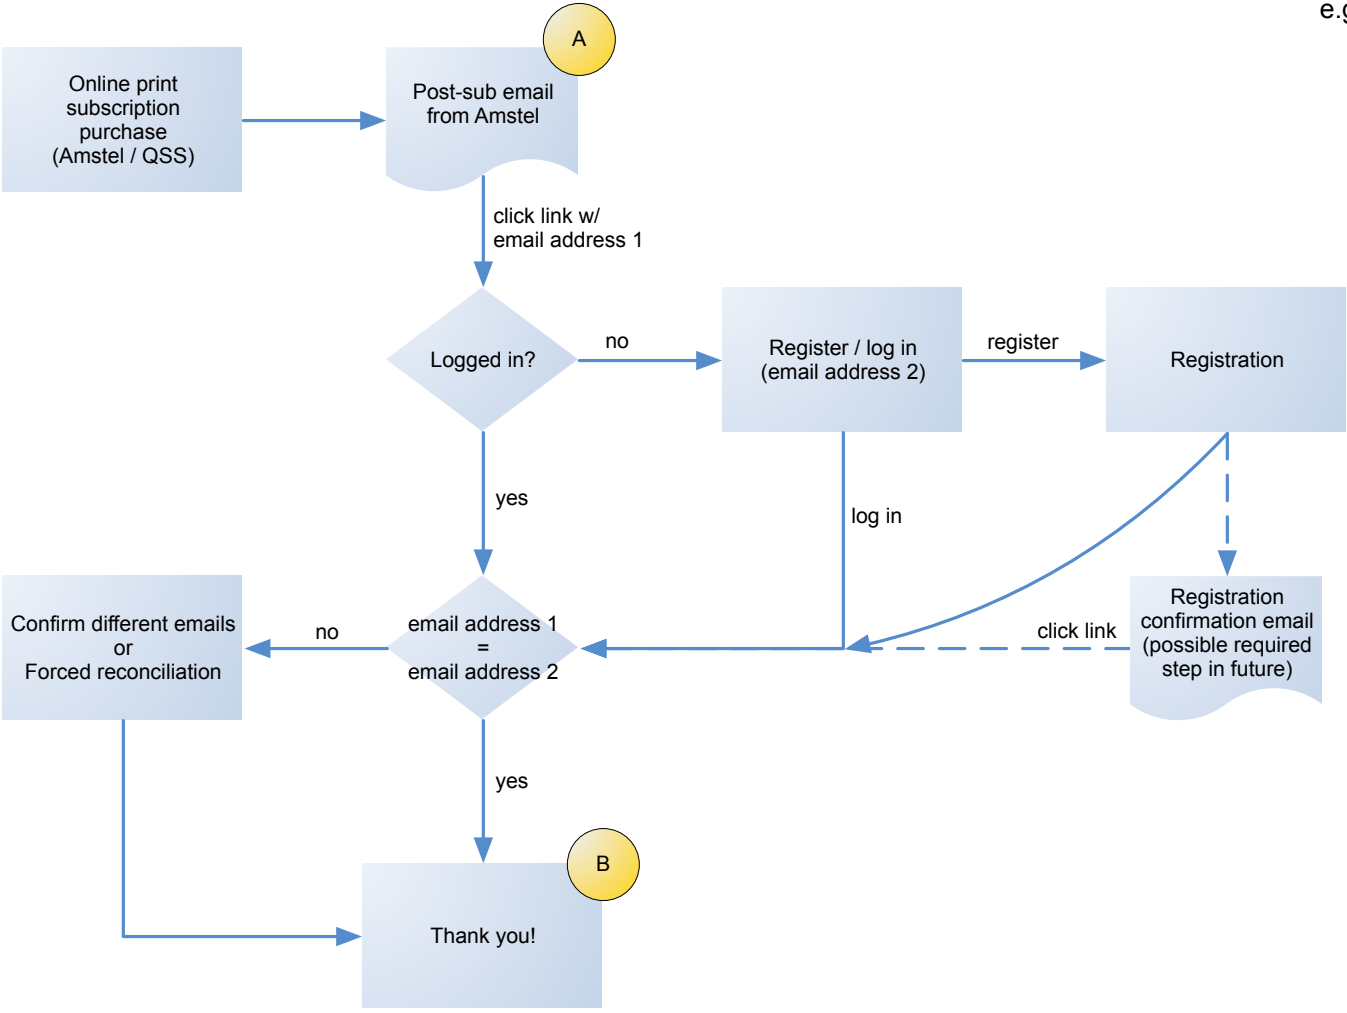 e.g
A
Online print
subscription
purchase
(Amstel / QSS)
Post-sub email
from Amstel
click link w/
email address 1
Logged in?
no
Register / log in
(email address 2)
register
Registration
yes
log in
Confirm different emails
or
Forced reconciliation
no
email address 1
=
email address 2
click link
Registration
confirmation email
(possible required
step in future)
yes
B
Thank you!